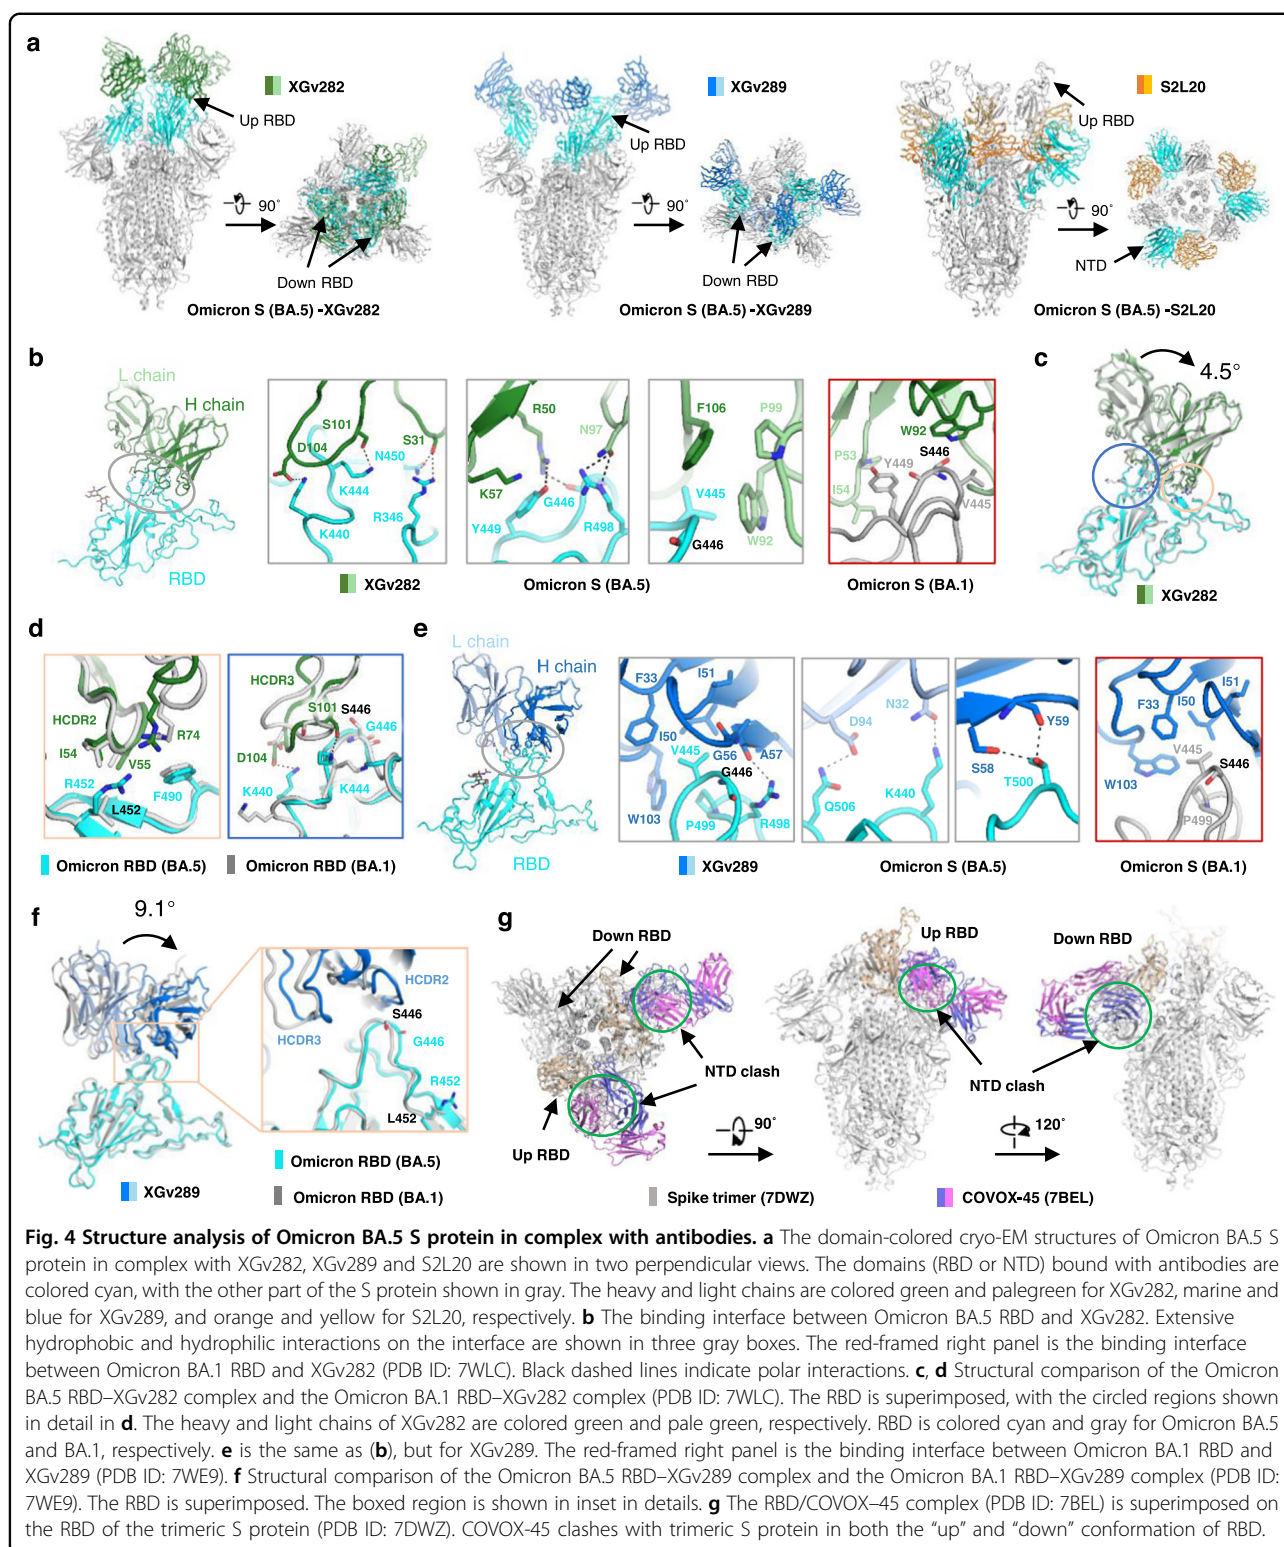 a
XGv282
Up RBD
90°
Down RBD
Omicron S (BA.5) -XGv282
XGv289
Up RBD
90°
Down RBD
Omicron S (BA.5) -XGv289
S2L20
Up RBD
90°
NTD
Omicron S (BA.5) -S2L20
b
L chain
H chain
RBD
S101
D104
N450
S31
K444
R346
K440
XGv282
R50
N97
K57
G446
Y449
R498
F106
P99
V445
G446
W92
Omicron S (BA.5)
W92
P53
Y449
S446
I54
V445
Omicron S (BA.1)
c
4.5°
XGv282
d
HCDR2
R74
I54
V55
R452
F490
L452
HCDR3
S101
S446
G446
D104
K440
K444
Omicron RBD (BA.5)
Omicron RBD (BA.1)
e
L chain
H chain
RBD
F33
I51
I50
V445
G56
A57
G446
W103
P499
R498
XGv289
N32
D94
Q506
K440
Y59
S58
T500
Omicron S (BA.5)
I51
F33
I50
V445
S446
W103
P499
Omicron S (BA.1)
f
9.1°
XGv289
HCDR2
S446
HCDR3
G446
R452
L452
Omicron RBD (BA.5)
Omicron RBD (BA.1)
g
Down RBD
Up RBD
Down RBD
NTD clash
NTD clash
Up RBD
90°
120°
Spike trimer (7DWZ)
COVOX-45 (7BEL)
Fig. 4 Structure analysis of Omicron BA.5 S protein in complex with antibodies. a The domain-colored cryo-EM structures of Omicron BA.5 S
protein in complex with XGv282, XGv289 and S2L20 are shown in two perpendicular views. The domains (RBD or NTD) bound with antibodies are
colored cyan, with the other part of the S protein shown in gray. The heavy and light chains are colored green and palegreen for XGv282, marine and
blue for XGv289, and orange and yellow for S2L20, respectively. b The binding interface between Omicron BA.5 RBD and XGv282. Extensive
hydrophobic and hydrophilic interactions on the interface are shown in three gray boxes. The red-framed right panel is the binding interface
between Omicron BA.1 RBD and XGv282 (PDB ID: 7WLC). Black dashed lines indicate polar interactions. c, d Structural comparison of the Omicron
BA.5 RBD–XGv282 complex and the Omicron BA.1 RBD–XGv282 complex (PDB ID: 7WLC). The RBD is superimposed, with the circled regions shown
in detail in d. The heavy and light chains of XGv282 are colored green and pale green, respectively. RBD is colored cyan and gray for Omicron BA.5
and BA.1, respectively. e is the same as (b), but for XGv289. The red-framed right panel is the binding interface between Omicron BA.1 RBD and
XGv289 (PDB ID: 7WE9). f Structural comparison of the Omicron BA.5 RBD–XGv289 complex and the Omicron BA.1 RBD–XGv289 complex (PDB ID:
7WE9). The RBD is superimposed. The boxed region is shown in inset in details. g The RBD/COVOX–45 complex (PDB ID: 7BEL) is superimposed on
the RBD of the trimeric S protein (PDB ID: 7DWZ). COVOX-45 clashes with trimeric S protein in both the “up” and “down” conformation of RBD.